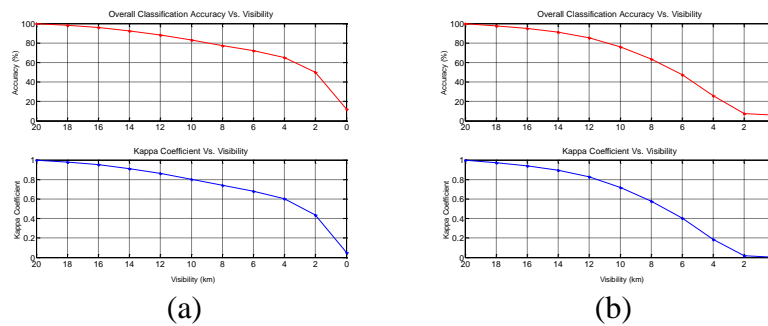 Overall Classification Accuracy Vs. Visibility
100
80
60
40
20
0
Accuracy (%)
20 18 16 14 12 10 8 6 4 2 0
Kappa Coefficient Vs. Visibility
1
0.8
0.6
0.4
0.2
0
Kappa Coefficient
20 18 16 14 12 10 8 6 4 2 0
Visibility (km)
(a)
Overall Classification Accuracy Vs. Visibility
100
80
60
40
20
0
Accuracy (%)
20 18 16 14 12 10 8 6 4 2
Kappa Coefficient Vs. Visibility
1
0.8
0.6
0.4
0.2
0
Kappa Coefficient
20 18 16 14 12 10 8 6 4 2
Visibility (km)
(b)